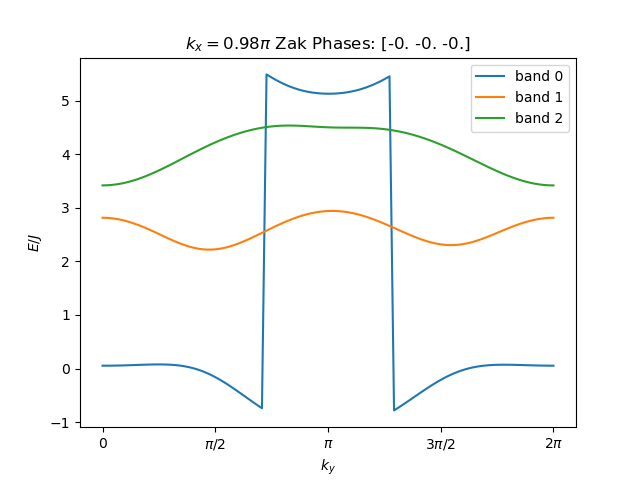 $k_x = 0.98\pi$ Zak Phases: [-0. -0. -0.]
band 0
band 1
band 2
E/J
5
4
3
2
1
0
−1
0
π/2
π
3π/2
2π
$k_y$